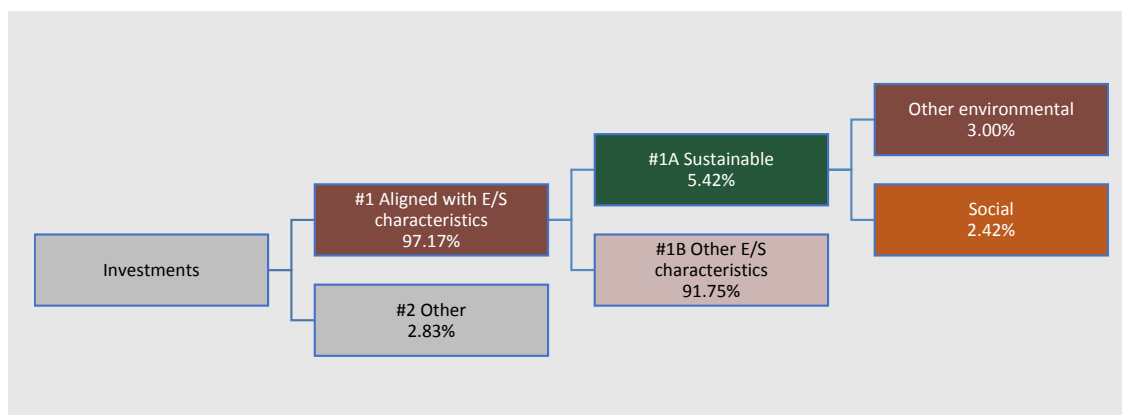 Investments
#1 Aligned with E/S
characteristics
97.17%
#2 Other
2.83%
#1A Sustainable
5.42%
#1B Other E/S
characteristics
91.75%
Other environmental
3.00%
Social
2.42%